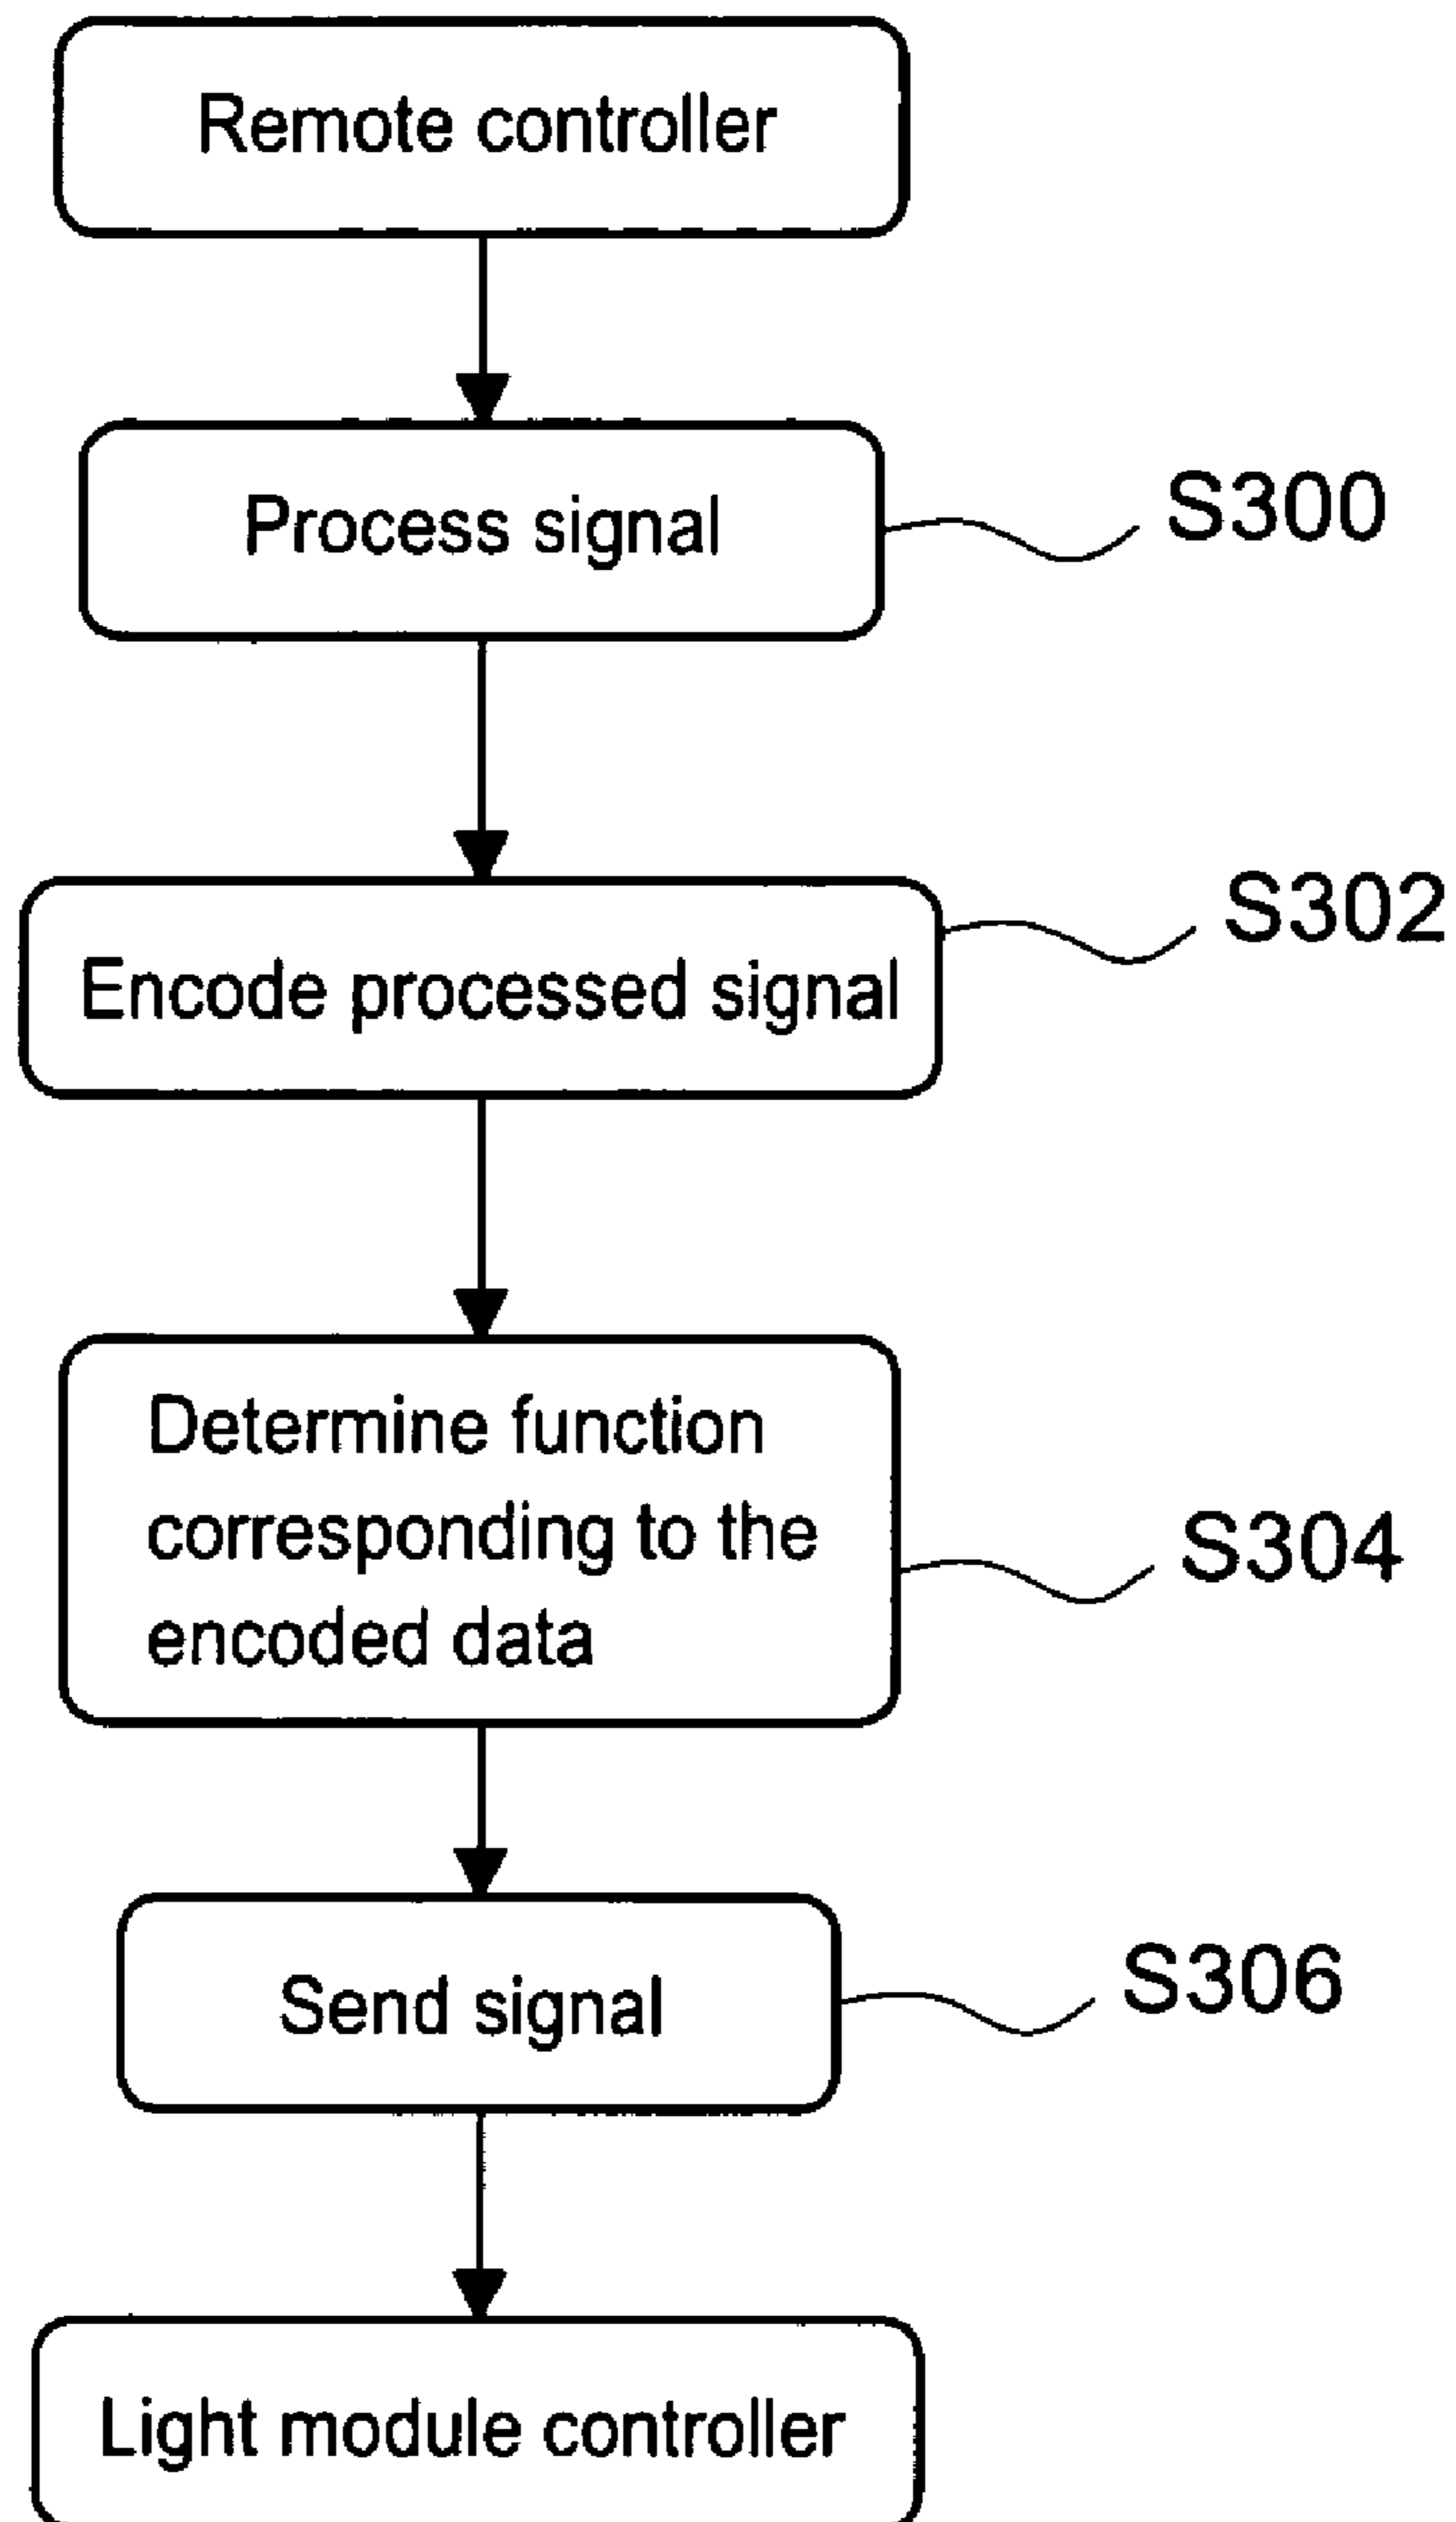 Remote controller
Process signal
S300
Encode processed signal
S302
Determine function
corresponding to the
encoded data
S304
Send signal
S306
Light module controller